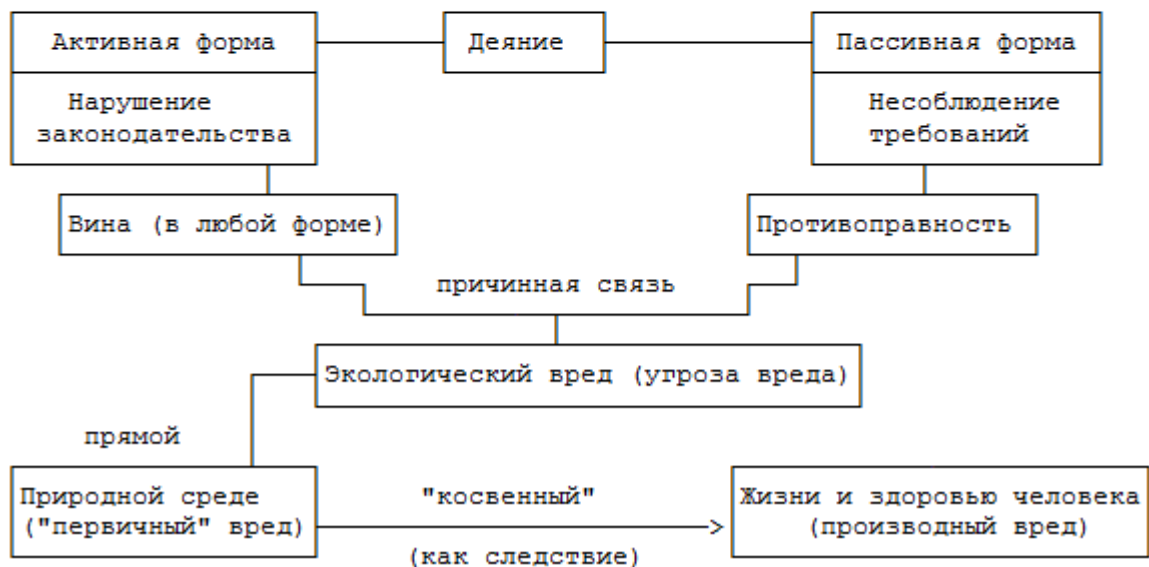 Активная форма
Деяние
Пассивная форма
Нарушение
законодательства
Несоблюдение
требований
Вина (в любой форме)
Противоправность
причинная связь
Экологический вред (угроза вреда)
прямой
Природной среде
("первичный" вред)
"косвенный"
(как следствие)
Жизни и здоровью человека
(производный вред)